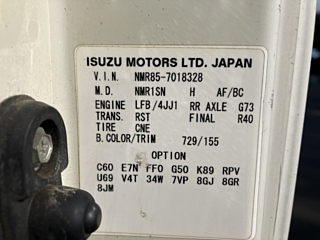 ISUZU MOTORS LTD. JAPAN
V.I.N. NMR85-7018328
M.D. NMR1SN H AF/BC
ENGINE LFB/4JJ1 RR AXLE G73
TRANS. RST FINAL R40
TIRE CNE
B.COLOR/TRIM 729/155
OPTION
C60 E7N FF0 G50 K89 RPV
U69 V4T 34W 7VP 8GJ 8GR
8JM